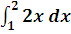 ∫₁² 2x dx